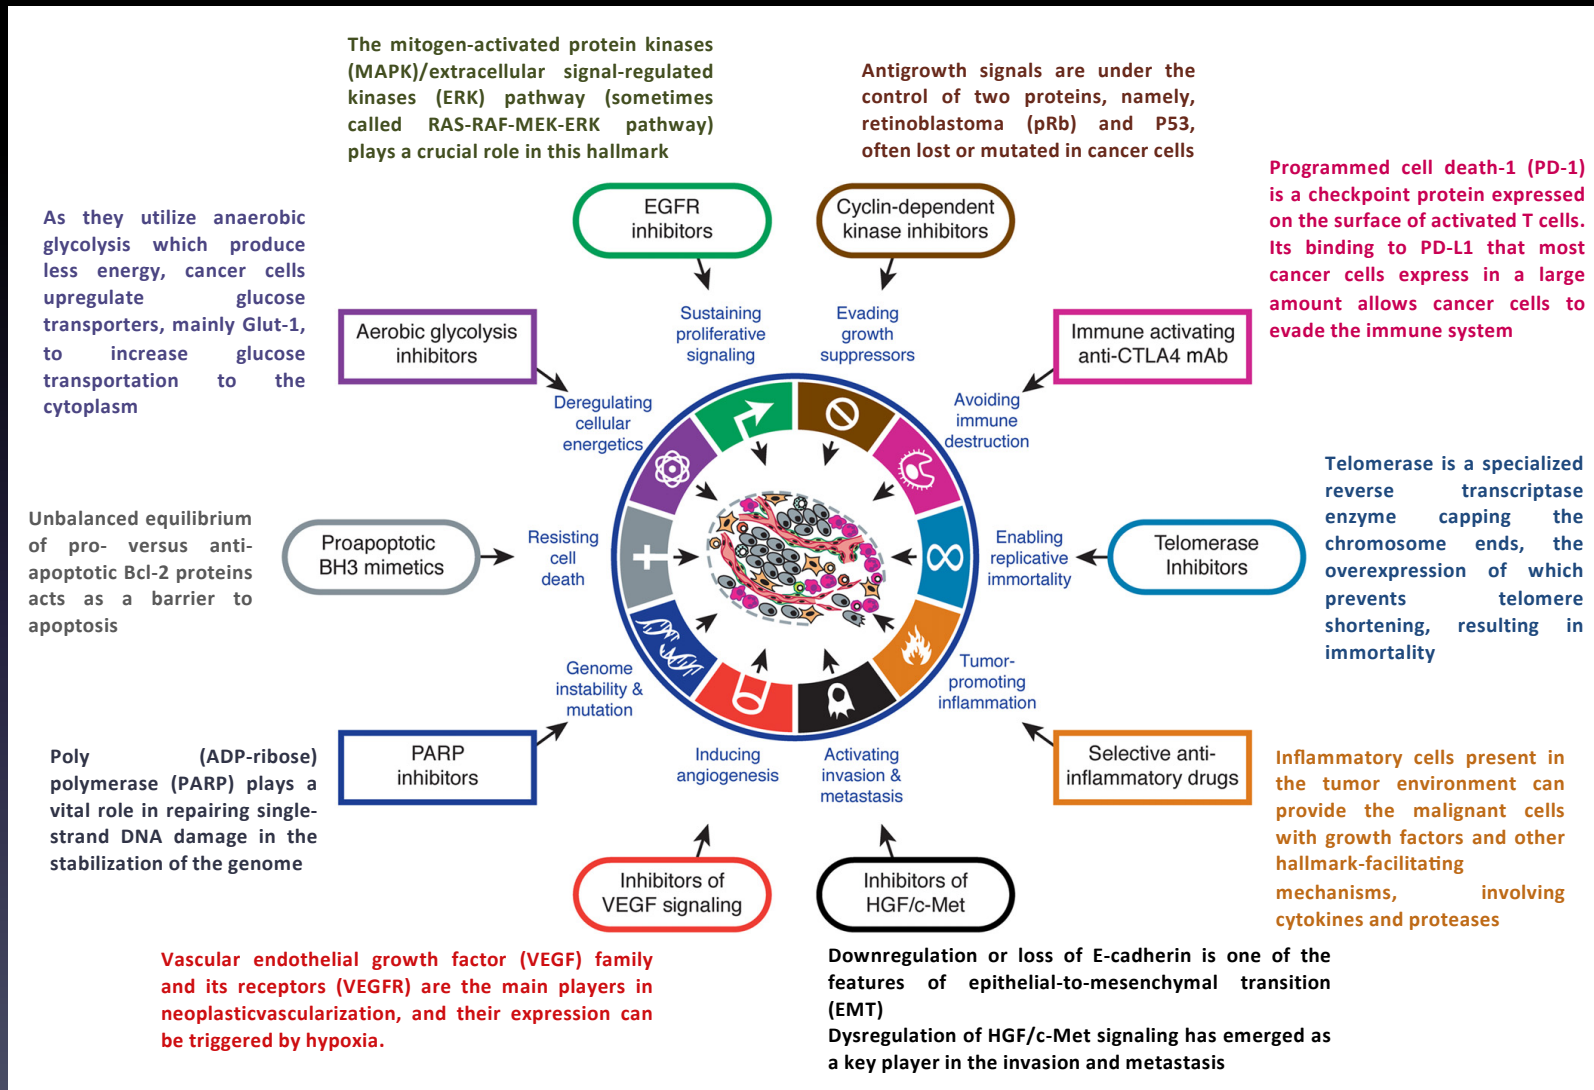 The mitogen-activated protein kinases
(MAPK)/extracellular signal-regulated
kinases (ERK) pathway (sometimes
called RAS-RAF-MEK-ERK pathway)
plays a crucial role in this hallmark
Antigrowth signals are under the
control of two proteins, namely,
retinoblastoma (pRb) and P53,
often lost or mutated in cancer cells
Programmed cell death-1 (PD-1)
is a checkpoint protein expressed
on the surface of activated T cells.
Its binding to PD-L1 that most
cancer cells express in a large
amount allows cancer cells to
evade the immune system
As they utilize anaerobic
glycolysis which produce
less energy, cancer cells
upregulate glucose
transporters, mainly Glut-1,
to increase glucose
transportation to the
cytoplasm
EGFR
inhibitors
Cyclin-dependent
kinase inhibitors
Aerobic glycolysis
inhibitors
Sustaining
proliferative
signaling
Evading
growth
suppressors
Immune activating
anti-CTLA4 mAb
Deregulating
cellular
energetics
Avoiding
immune
destruction
Unbalanced equilibrium
of pro- versus anti-
apoptotic Bcl-2 proteins
acts as a barrier to
apoptosis
Proapoptotic
BH3 mimetics
Resisting
cell
death
Enabling
replicative
immortality
Telomerase
Inhibitors
Telomerase is a specialized
reverse transcriptase
enzyme capping the
chromosome ends, the
overexpression of which
prevents telomere
shortening, resulting in
immortality
Genome
instability &
mutation
Tumor-
promoting
inflammation
Poly (ADP-ribose)
polymerase (PARP) plays a
vital role in repairing single-
strand DNA damage in the
stabilization of the genome
PARP
inhibitors
Inducing
angiogenesis
Activating
invasion &
metastasis
Selective anti-
inflammatory drugs
Inflammatory cells present in
the tumor environment can
provide the malignant cells
with growth factors and other
hallmark-facilitating
mechanisms, involving
cytokines and proteases
Inhibitors of
VEGF signaling
Inhibitors of
HGF/c-Met
Vascular endothelial growth factor (VEGF) family
and its receptors (VEGFR) are the main players in
neoplasticvascularization, and their expression can
be triggered by hypoxia.
Downregulation or loss of E-cadherin is one of the
features of epithelial-to-mesenchymal transition
(EMT)
Dysregulation of HGF/c-Met signaling has emerged as
a key player in the invasion and metastasis